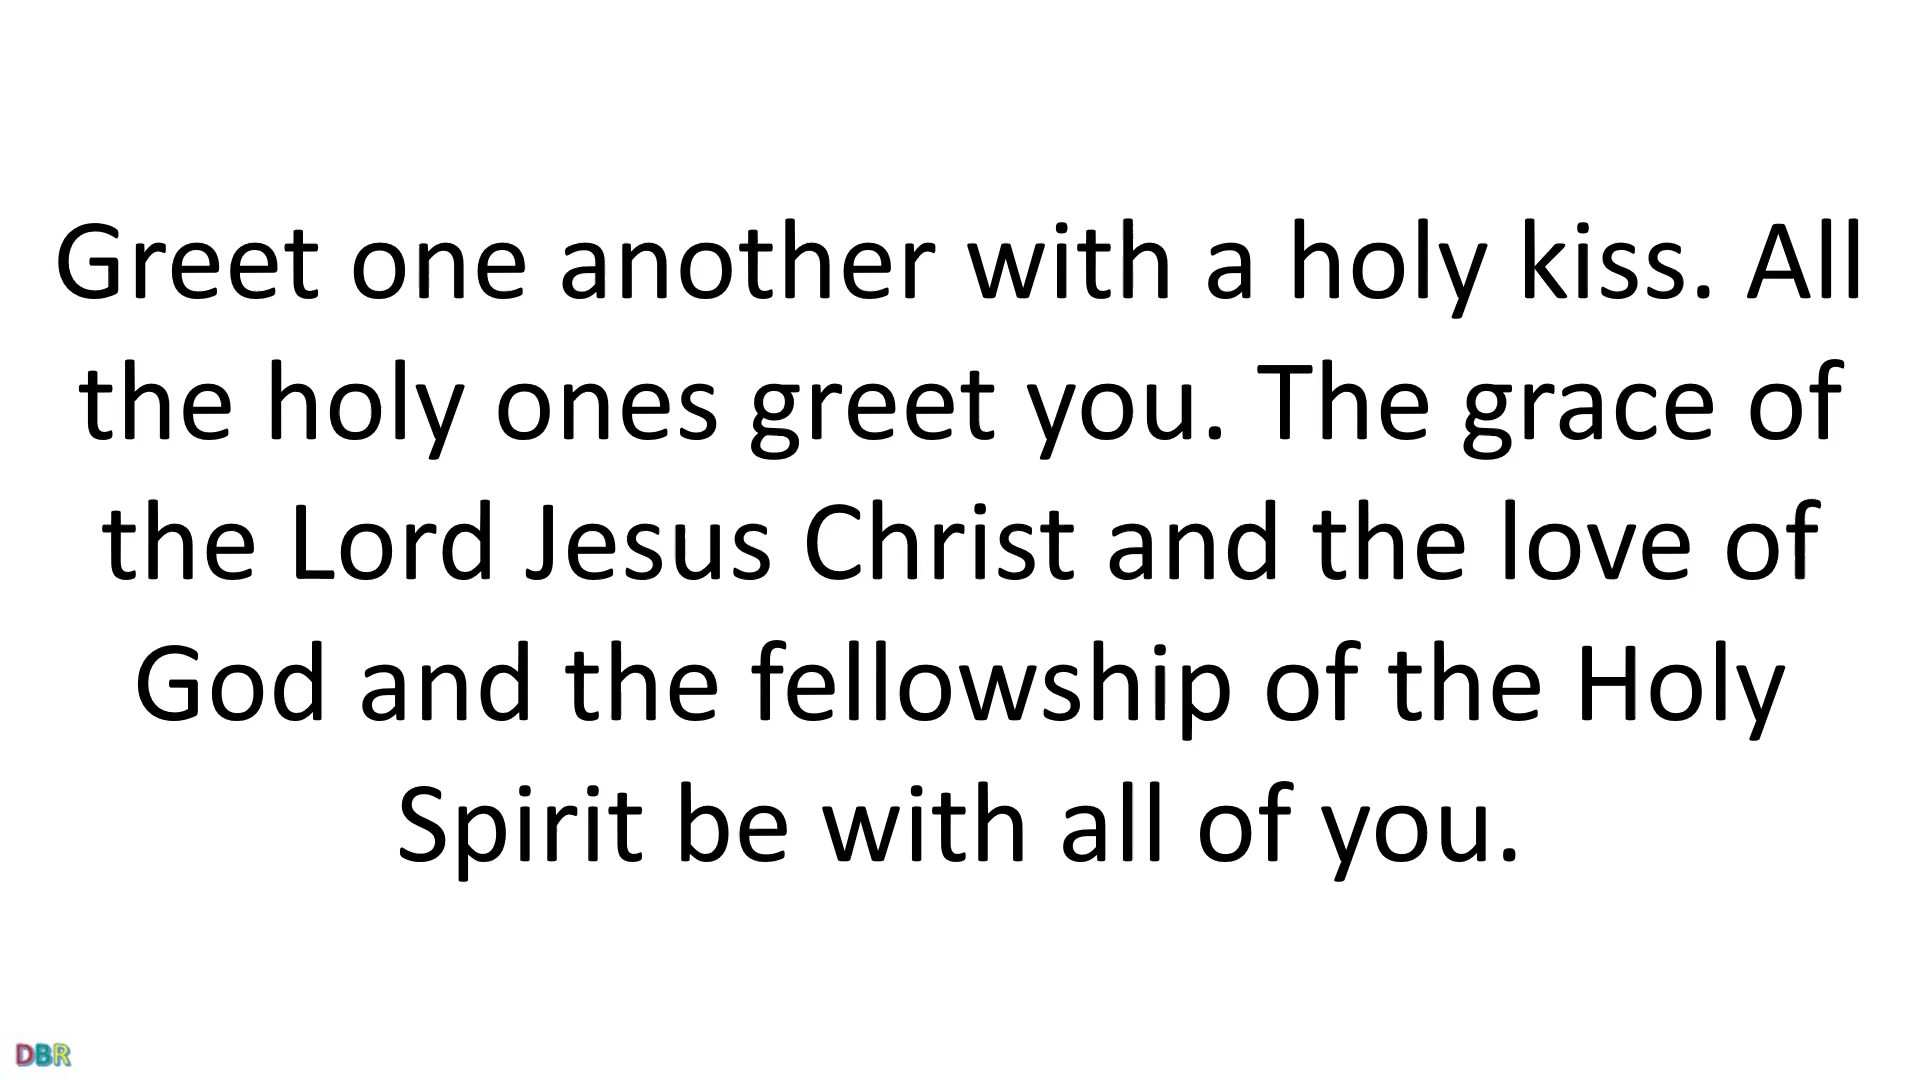 Greet one another with a holy kiss. All
the holy ones greet you. The grace of
the Lord Jesus Christ and the love of
God and the fellowship of the Holy
Spirit be with all of you.
DBR